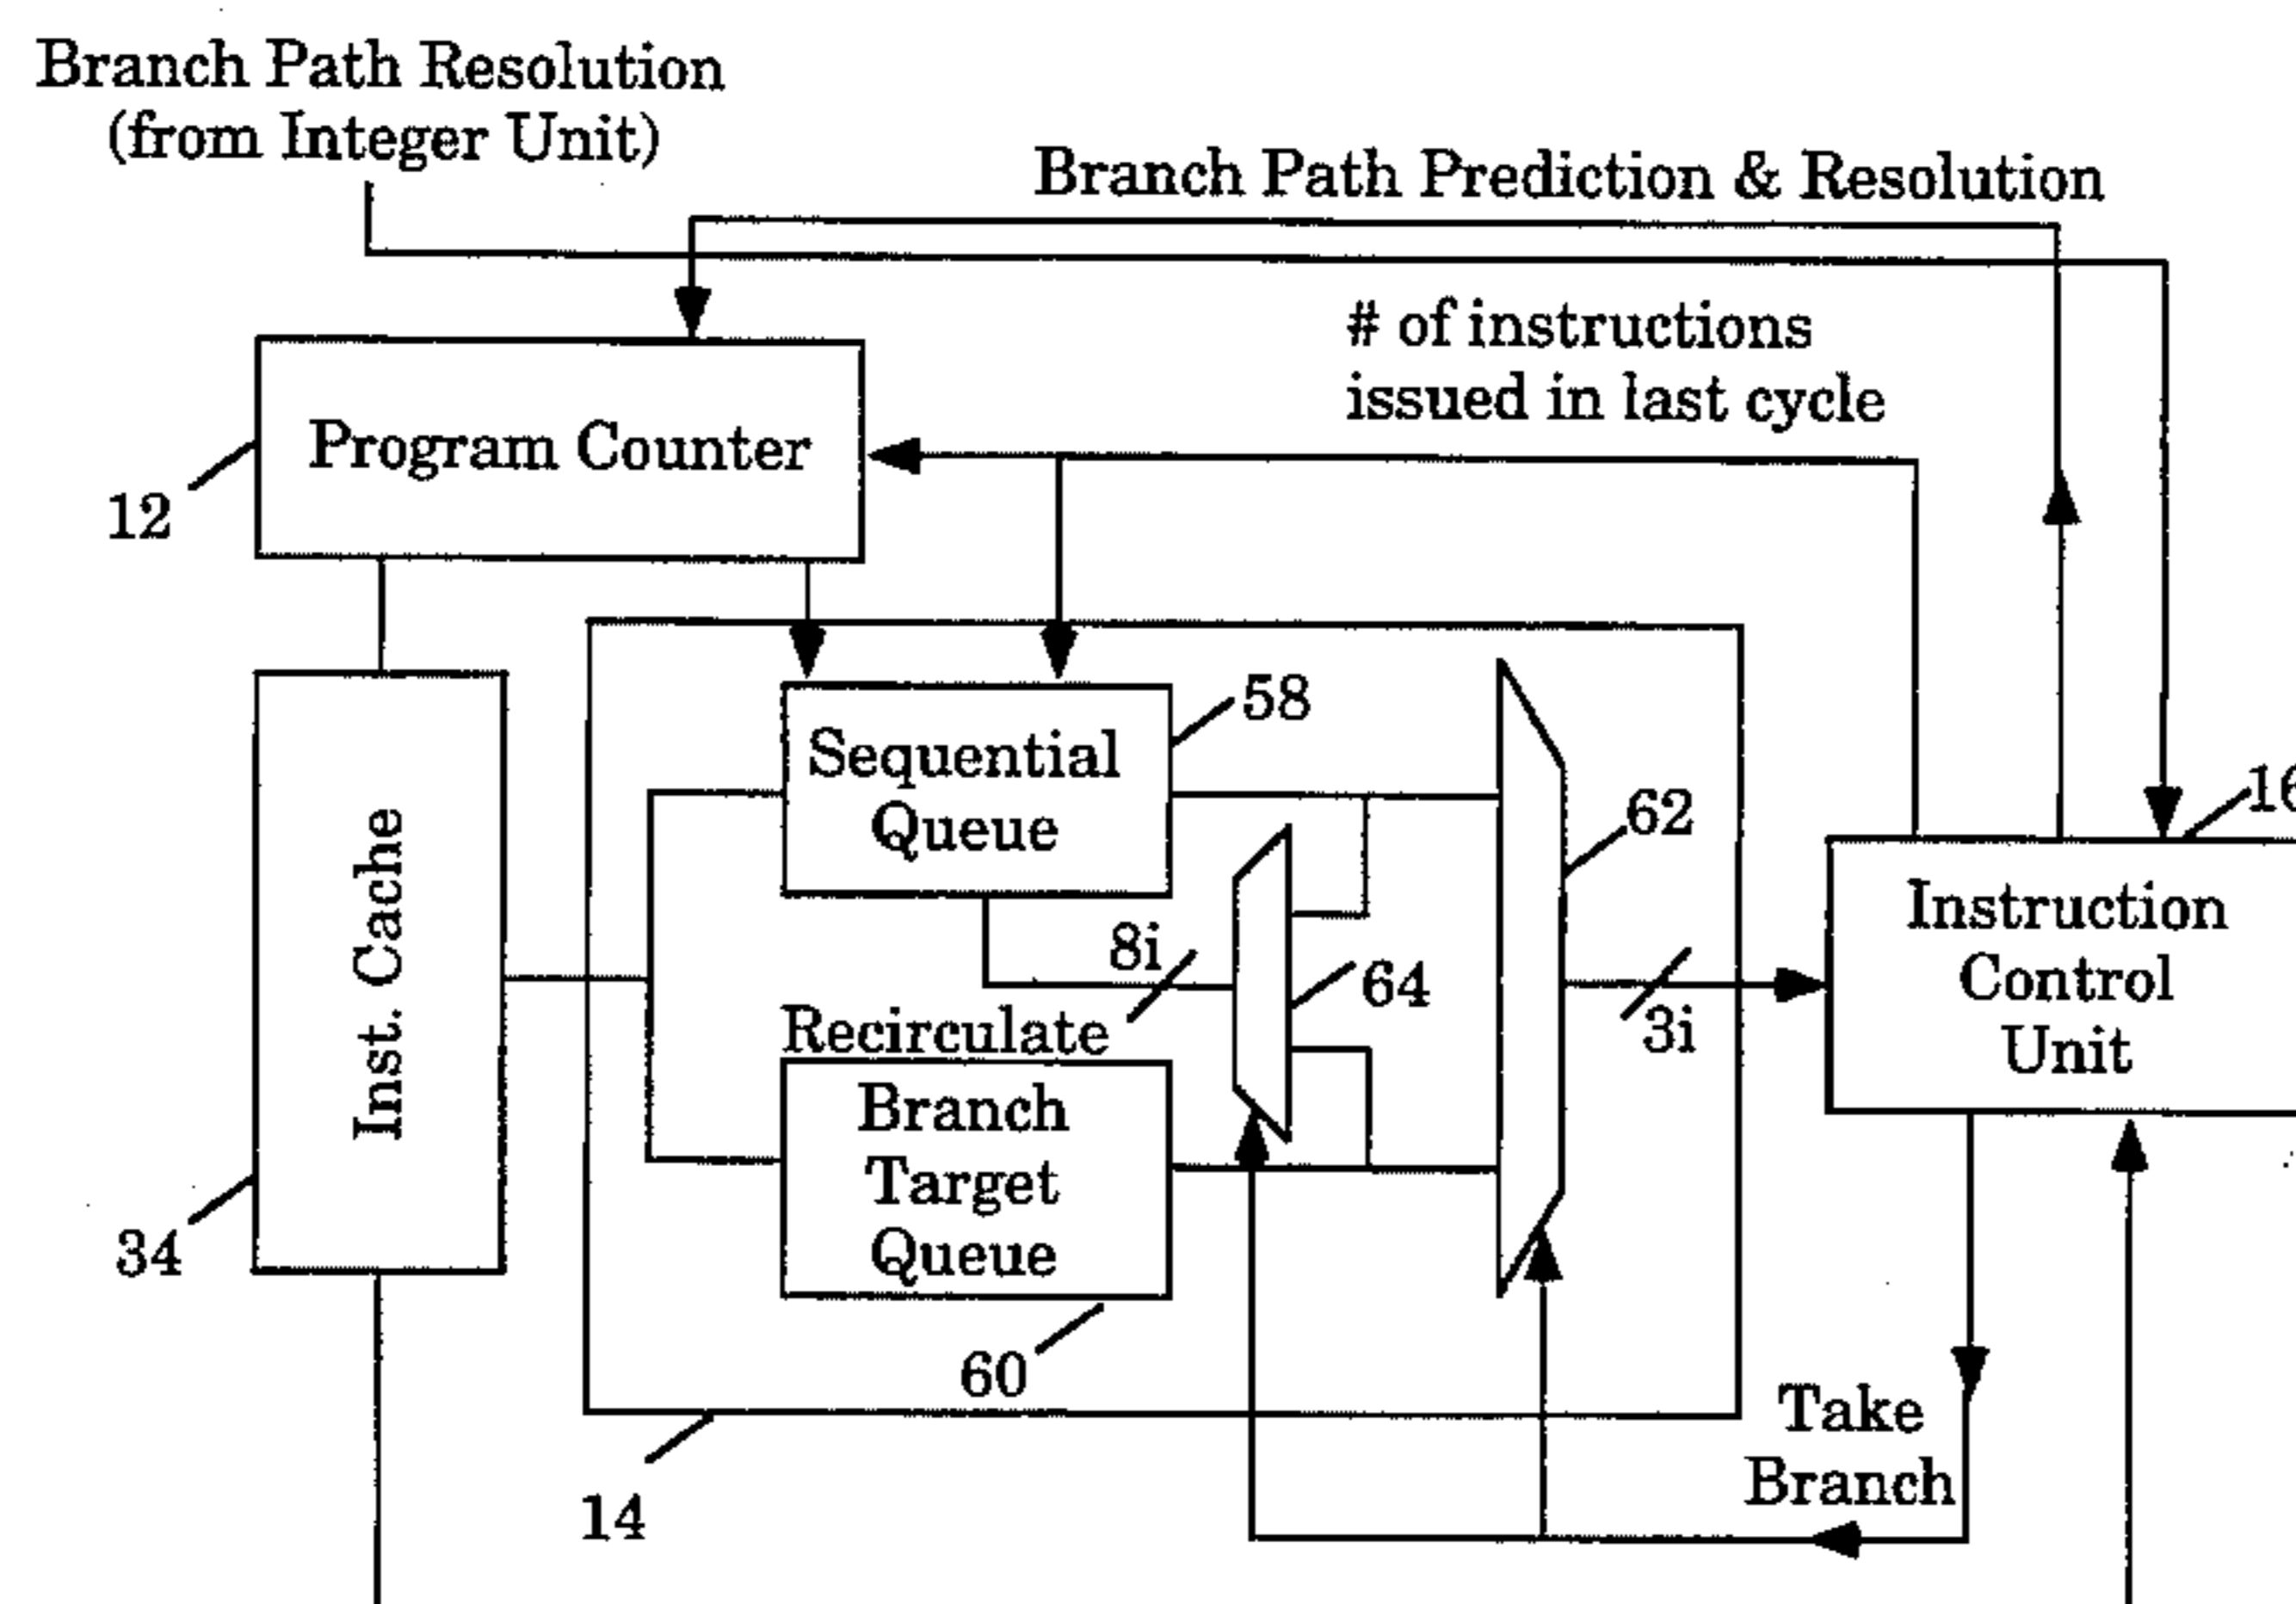 Branch Path Resolution
(from Integer Unit)
Branch Path Prediction & Resolution
# of instructions
issued in last cycle
Program Counter
12
58
Sequential
Queue
62
16
Inst. Cache
8i
64
Instruction
Control
Unit
3i
Recirculate
Branch
Target
Queue
34
60
14
Take
Branch